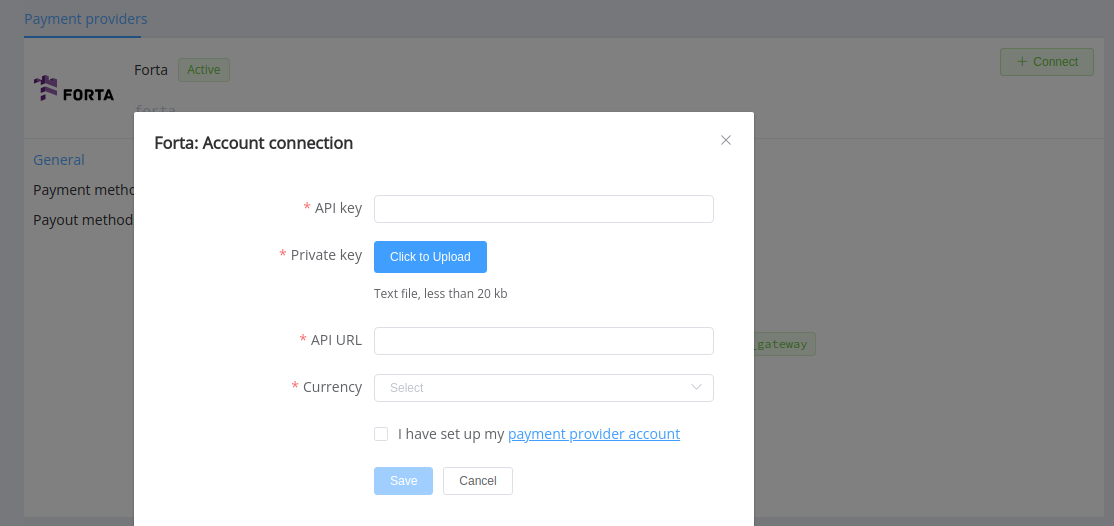 Payment providers
FORTA
Forta
Active
+ Connect
forta
Forta: Account connection
General
Payment metho
Payout method
* API key
* Private key
Click to Upload
Text file, less than 20 kb
* API URL
_gateway
* Currency
Select
I have set up my payment provider account
Save
Cancel